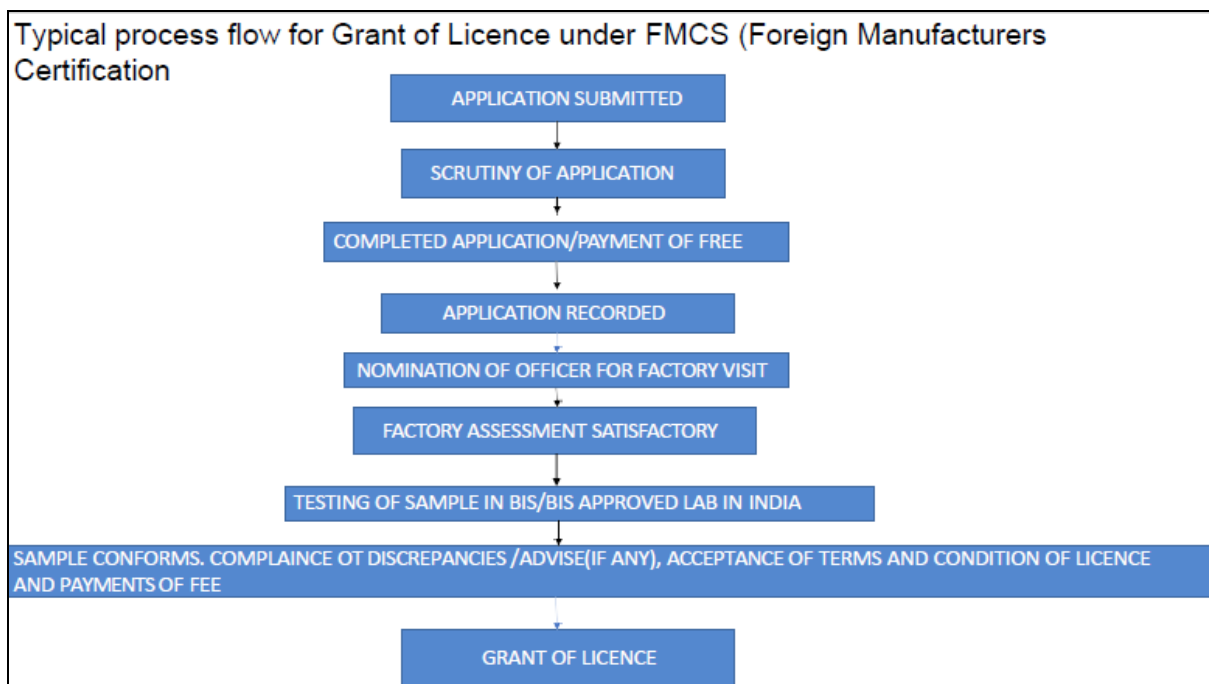 Typical process flow for Grant of Licence under FMCS (Foreign Manufacturers
Certification
APPLICATION SUBMITTED
SCRUTINY OF APPLICATION
COMPLETED APPLICATION/PAYMENT OF FREE
APPLICATION RECORDED
NOMINATION OF OFFICER FOR FACTORY VISIT
FACTORY ASSESSMENT SATISFACTORY
TESTING OF SAMPLE IN BIS/BIS APPROVED LAB IN INDIA
SAMPLE CONFORMS. COMPLAINCE OT DISCREPANCIES /ADVISE(IF ANY), ACCEPTANCE OF TERMS AND CONDITION OF LICENCE
AND PAYMENTS OF FEE
GRANT OF LICENCE